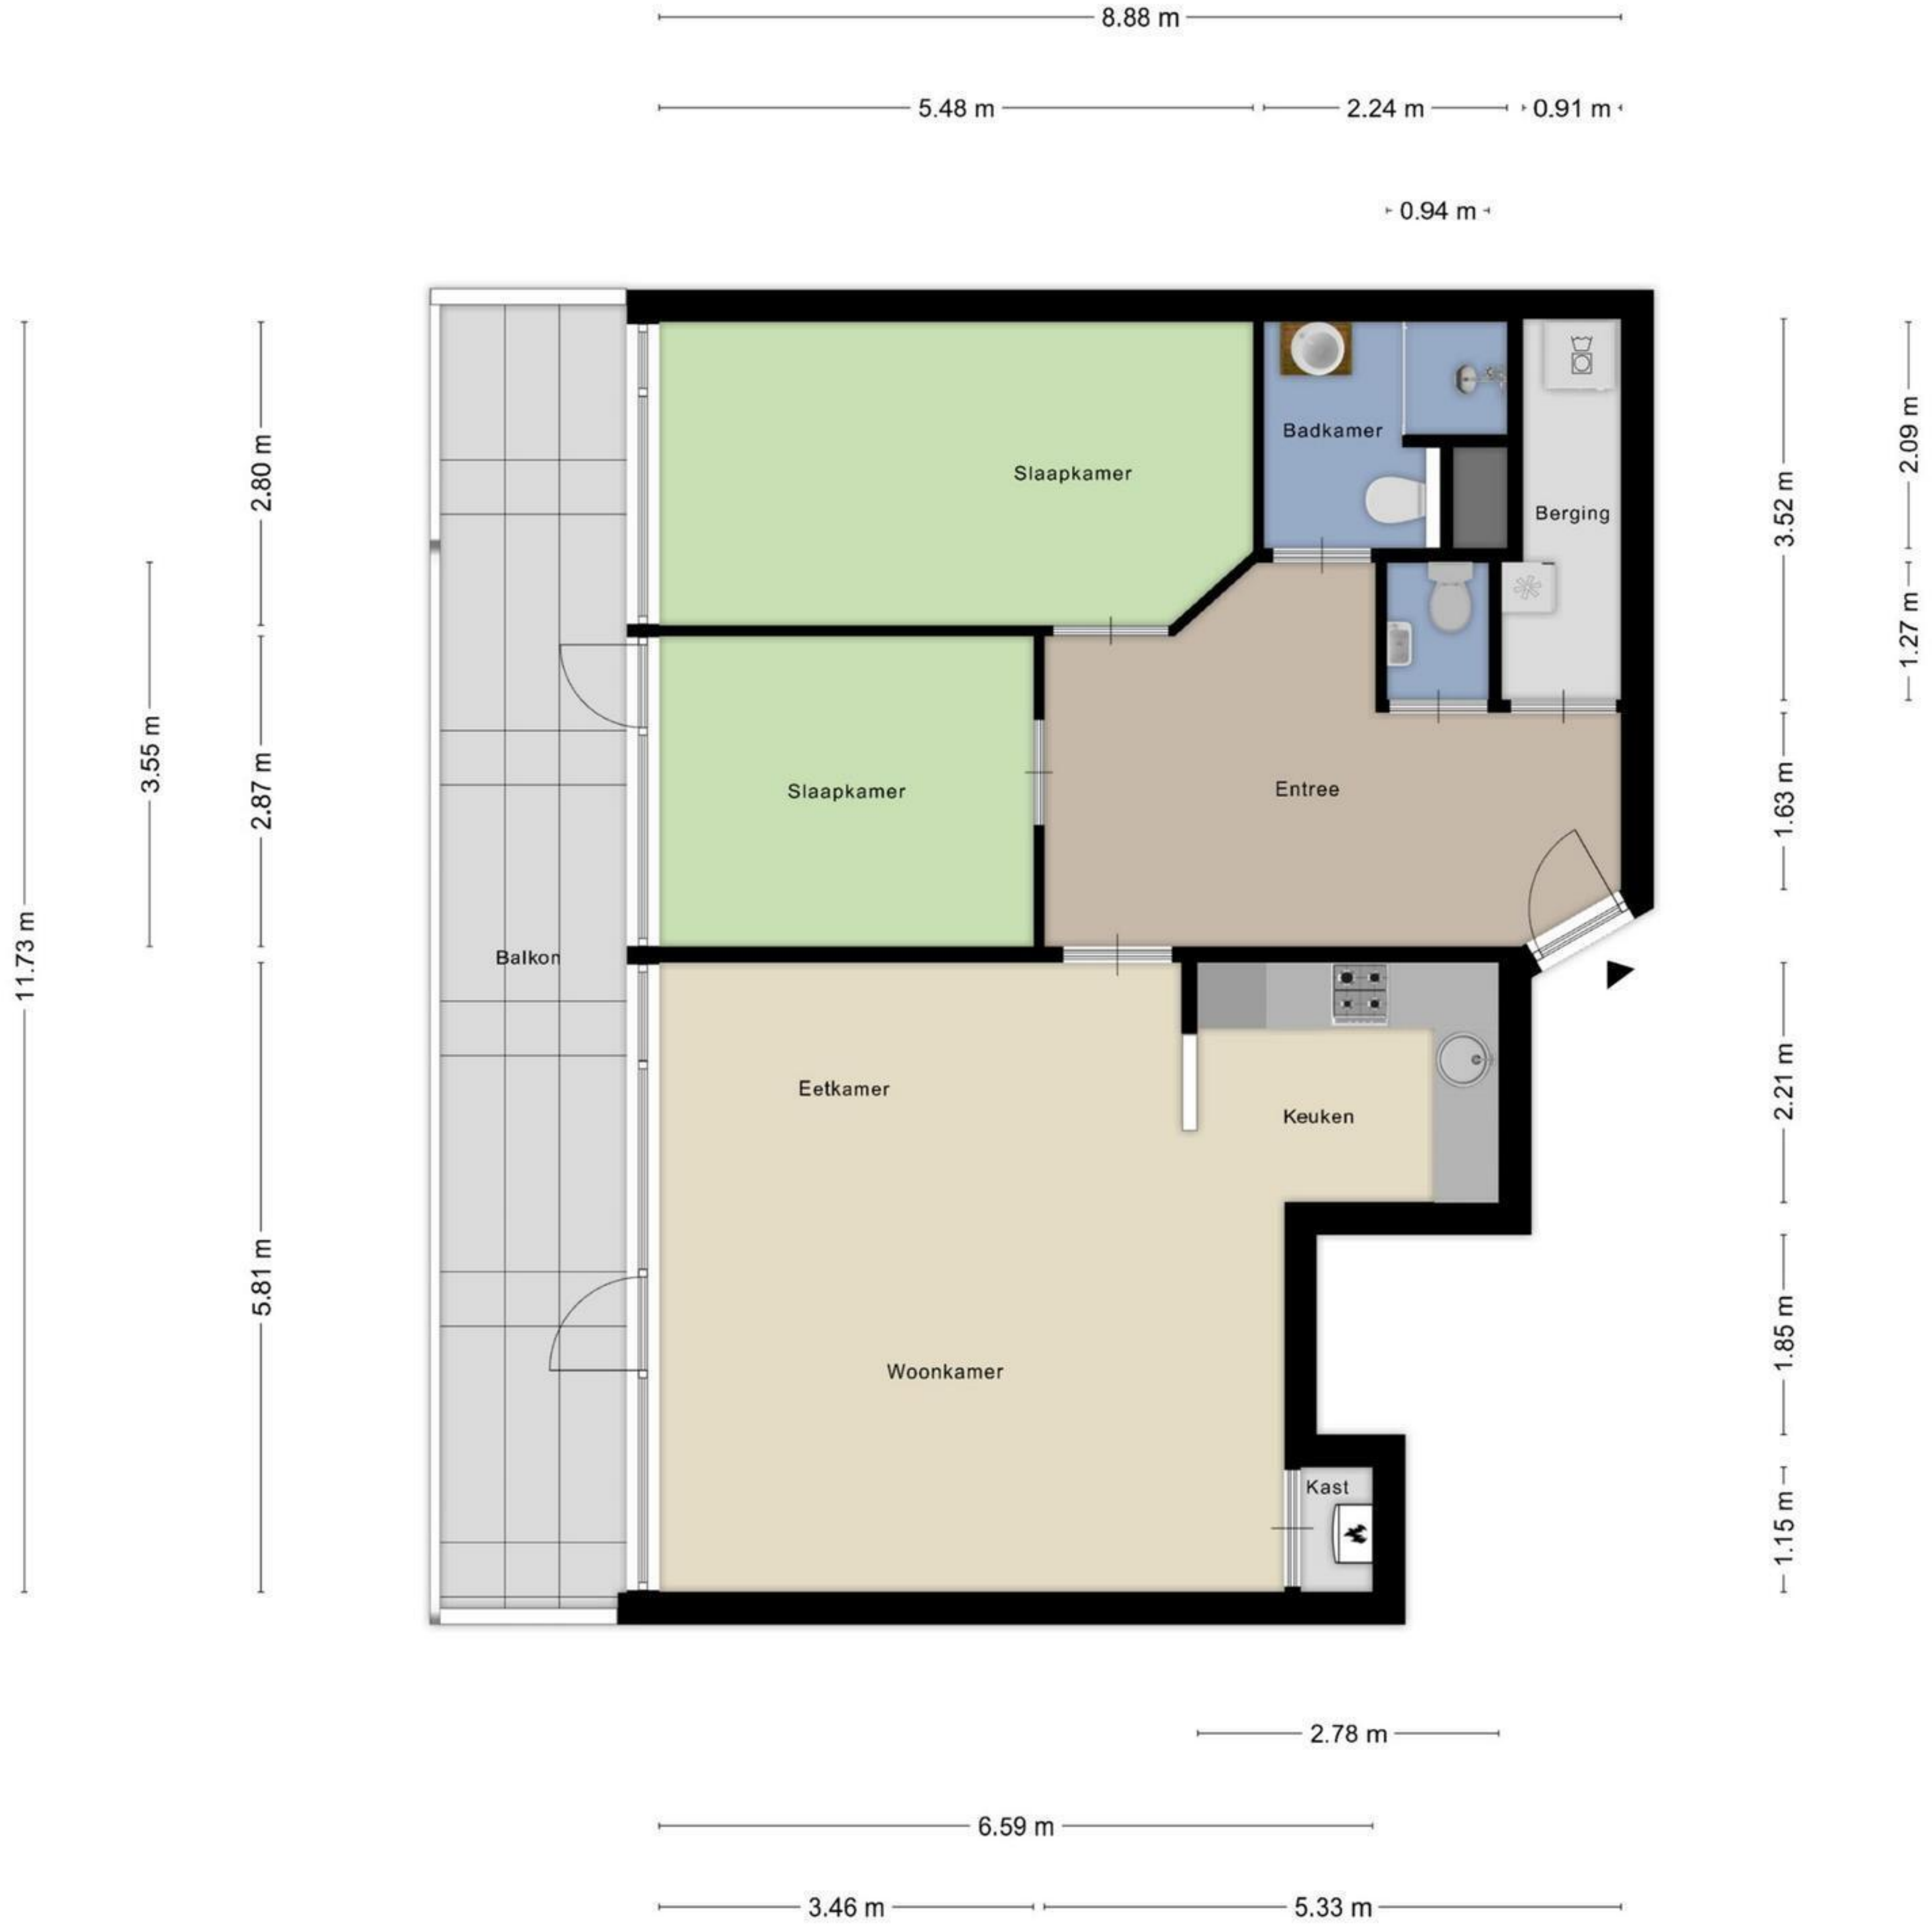 8.88 m
5.48 m
2.24 m
0.91 m
0.94 m
11.73 m
3.55 m
2.80 m
2.87 m
5.81 m
Slaapkamer
Badkamer
Berging
Slaapkamer
Entree
Balkon
Eetkamer
Keuken
Woonkamer
Kast
3.52 m
1.63 m
2.21 m
1.85 m
1.15 m
2.09 m
1.27 m
2.78 m
6.59 m
3.46 m
5.33 m